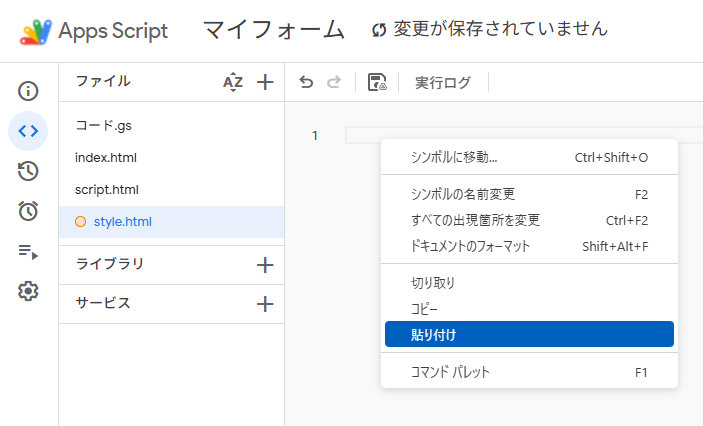 Apps Script マイフォーム 変更が保存されていません
ファイル AZ 実行ログ
コード.gs
index.html
script.html
style.html
ライブラリ
サービス
1
シンボルに移動... Ctrl+Shift+O
シンボルの名前変更 F2
すべての出現箇所を変更 Ctrl+F2
ドキュメントのフォーマット Shift+Alt+F
切り取り
コピー
貼り付け
コマンド パレット F1